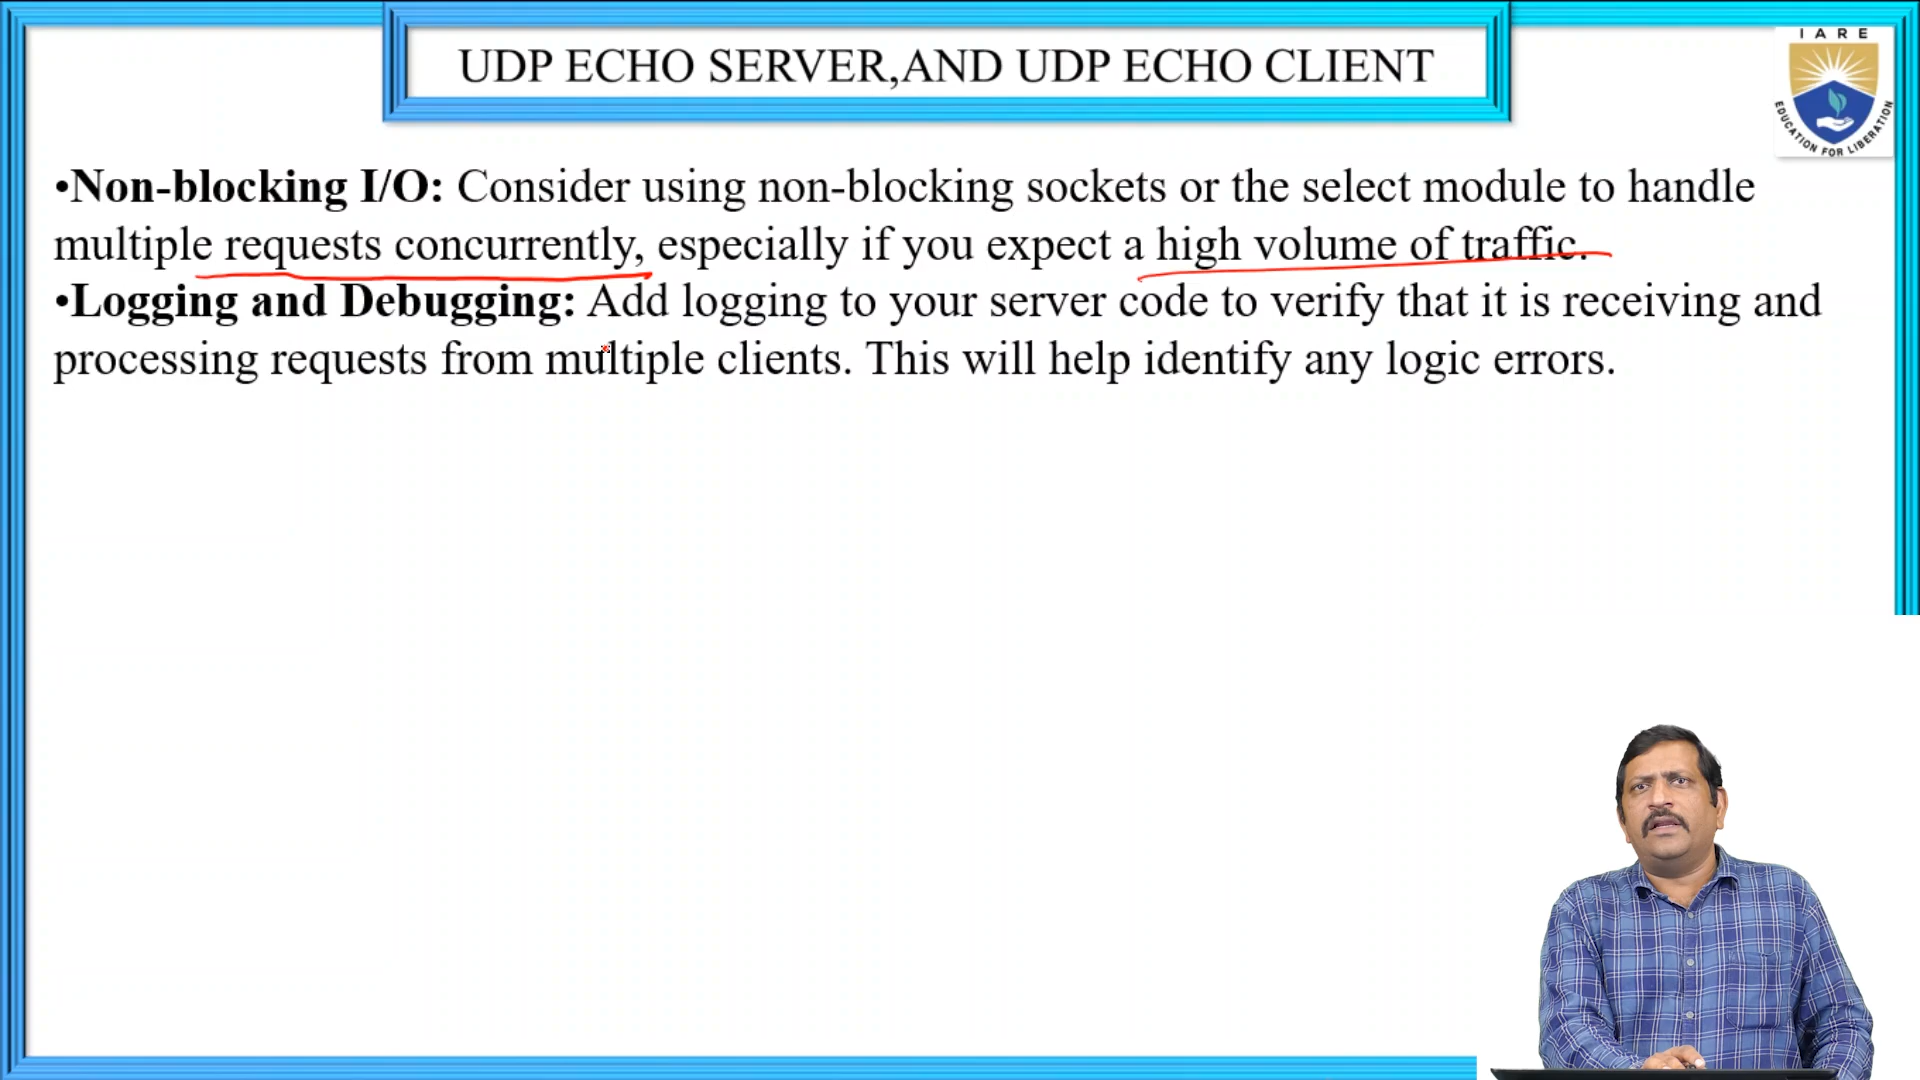 UDP ECHO SERVER,AND UDP ECHO CLIENT
I A R E
EDUCATION FOR LIBERATION
•Non-blocking I/O: Consider using non-blocking sockets or the select module to handle
multiple requests concurrently, especially if you expect a high volume of traffic.
•Logging and Debugging: Add logging to your server code to verify that it is receiving and
processing requests from multiple clients. This will help identify any logic errors.